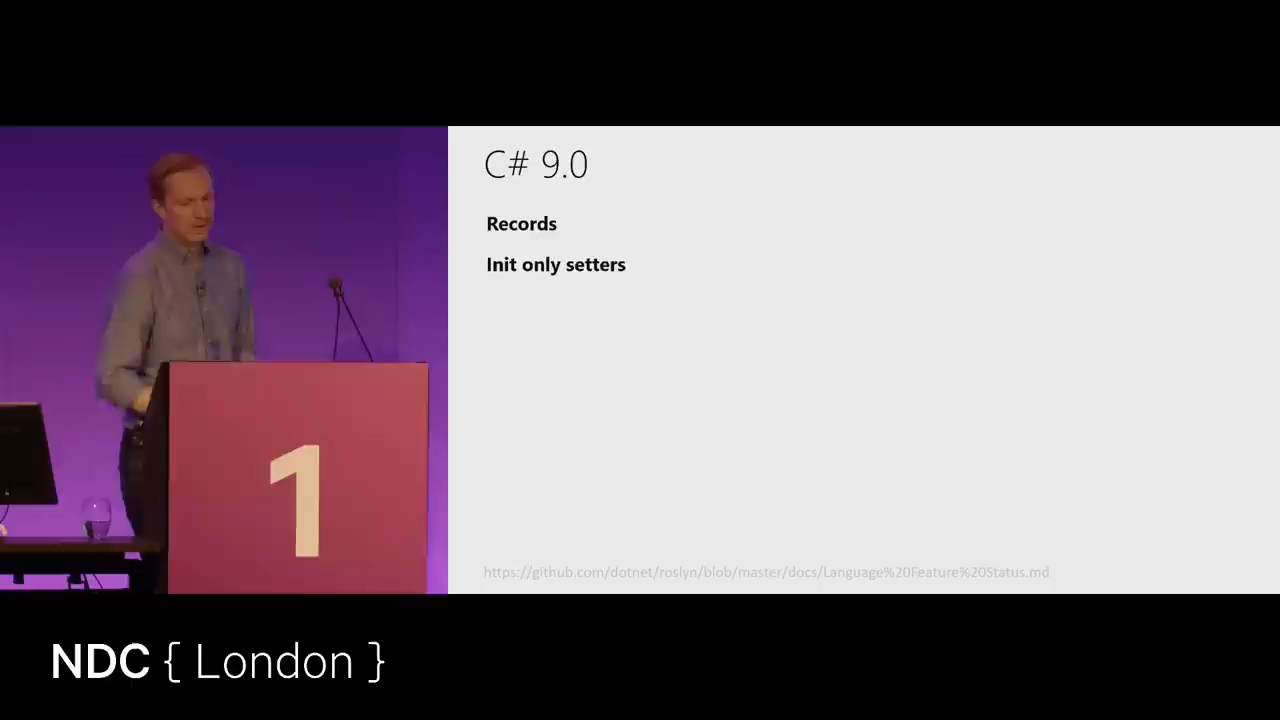 C# 9.0
Records
Init only setters
https://github.com/dotnet/roslyn/blob/master/docs/Language%20Feature%20Status.md
1
NDC { London }